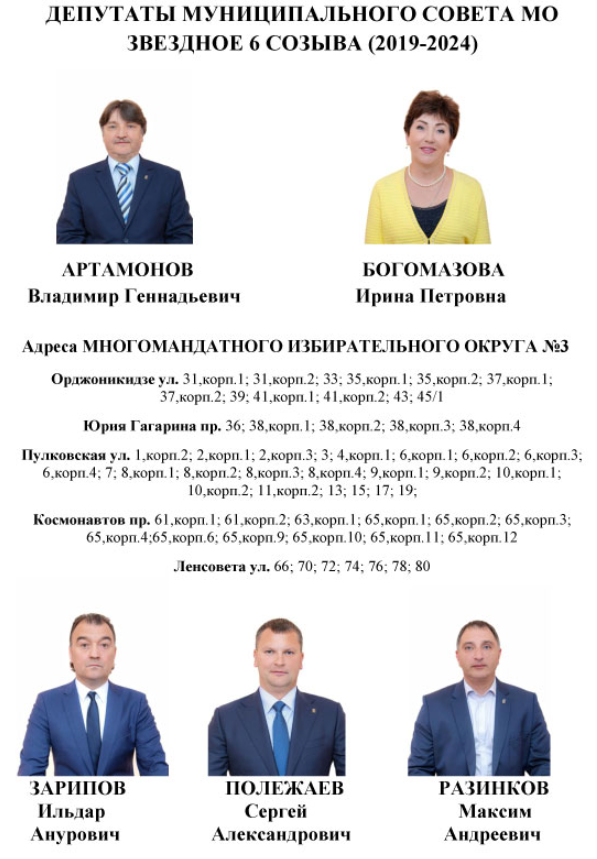 ДЕПУТАТЫ МУНИЦИПАЛЬНОГО СОВЕТА МО
ЗВЕЗДНОЕ 6 СОЗЫВА (2019-2024)
АРТАМОНОВ
Владимир Геннадьевич
БОГОМАЗОВА
Ирина Петровна
Адреса МНОГОМАНДАТНОГО ИЗБИРАТЕЛЬНОГО ОКРУГА №3
Орджоникидзе ул. 31,корп.1; 31,корп.2; 33; 35,корп.1; 35,корп.2; 37,корп.1;
37,корп.2; 39; 41,корп.1; 41,корп.2; 43; 45/1
Юрия Гагарина пр. 36; 38,корп.1; 38,корп.2; 38,корп.3; 38,корп.4
Пулковская ул. 1,корп.2; 2,корп.1; 2,корп.3; 3; 4,корп.1; 6,корп.1; 6,корп.2; 6,корп.3;
6,корп.4; 7; 8,корп.1; 8,корп.2; 8,корп.3; 8,корп.4; 9,корп.1; 9,корп.2; 10,корп.1;
10,корп.2; 11,корп.2; 13; 15; 17; 19;
Космонавтов пр. 61,корп.1; 61,корп.2; 63,корп.1; 65,корп.1; 65,корп.2; 65,корп.3;
65,корп.4;65,корп.6; 65,корп.9; 65,корп.10; 65,корп.11; 65,корп.12
Ленсовета ул. 66; 70; 72; 74; 76; 78; 80
ЗАРИПОВ
Ильдар
Анурович
ПОЛЕЖАЕВ
Сергей
Александрович
РАЗИНКОВ
Максим
Андреевич